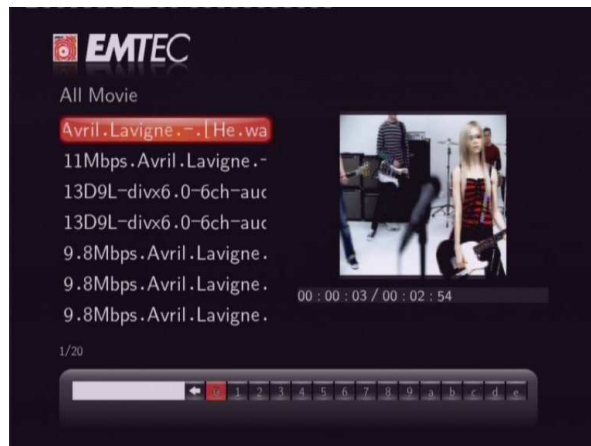 EMTEC
All Movie
Avril.Lavigne.-.[He.wa
11Mbps.Avril.Lavigne.-
13D9L-divx6.0-6ch-auc
13D9L-divx6.0-6ch-auc
9.8Mbps.Avril.Lavigne.
9.8Mbps.Avril.Lavigne.
9.8Mbps.Avril.Lavigne.
00 : 00 : 03 / 00 : 02 : 54
1/20
1 2 3 4 5 6 7 8 9 a b c d e